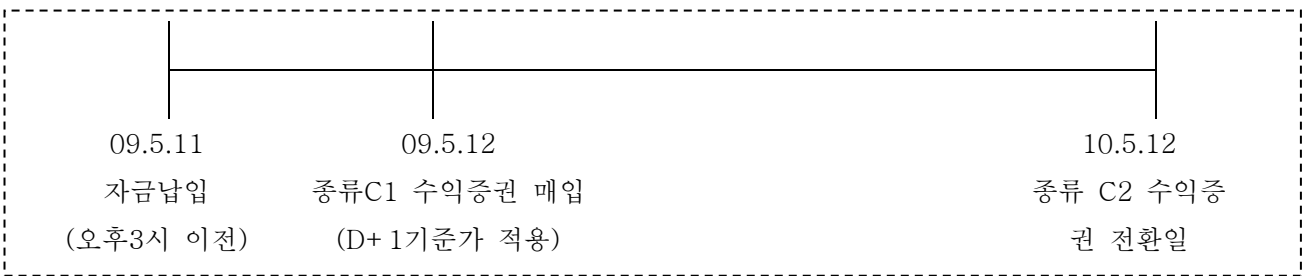 09.5.11 09.5.12 10.5.12
자금납입 종류C1 수익증권 매입 종류 C2 수익증
(오후3시 이전) (D+1기준가 적용) 권 전환일